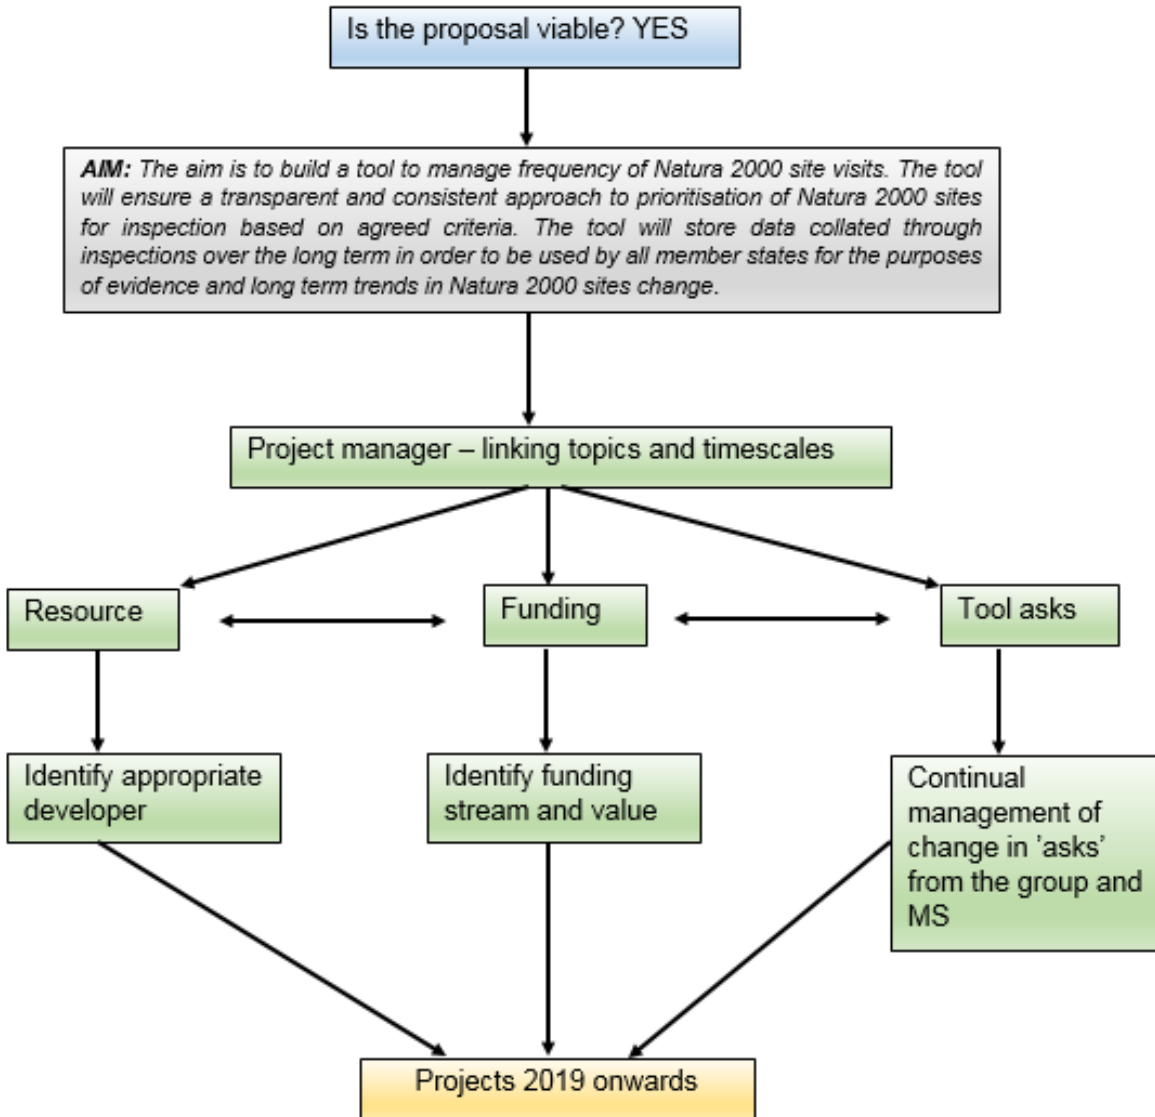 Is the proposal viable? YES
AIM: The aim is to build a tool to manage frequency of Natura 2000 site visits. The tool
will ensure a transparent and consistent approach to prioritisation of Natura 2000 sites
for inspection based on agreed criteria. The tool will store data collated through
inspections over the long term in order to be used by all member states for the purposes
of evidence and long term trends in Natura 2000 sites change.
Project manager – linking topics and timescales
Resource
Funding
Tool asks
Identify appropriate
developer
Identify funding
stream and value
Continual
management of
change in ’asks’
from the group and
MS
Projects 2019 onwards